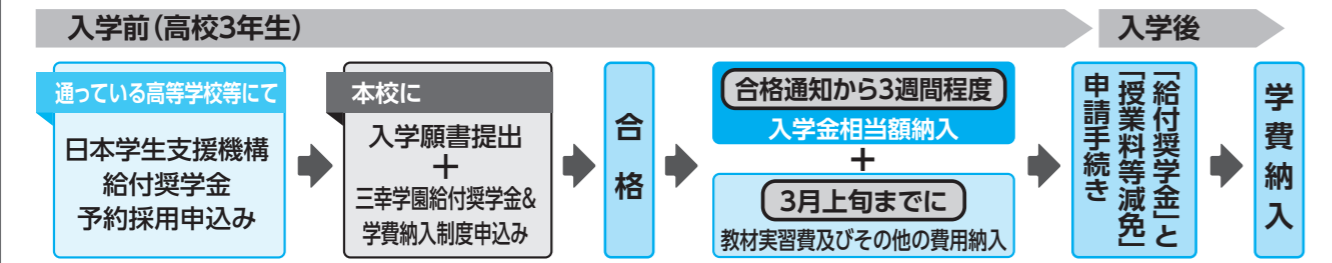 入学前(高校3年生)
入学後
通っている高等学校等にて
日本学生支援機構
給付奨学金
予約採用申込み
本校に
入学願書提出
＋
三幸学園給付奨学金&
学費納入制度申込み
合格
合格通知から3週間程度
入学金相当額納入
＋
3月上旬までに
教材実習費及びその他の費用納入
「給付奨学金」と
「授業料等減免」
申請手続き
学費納入